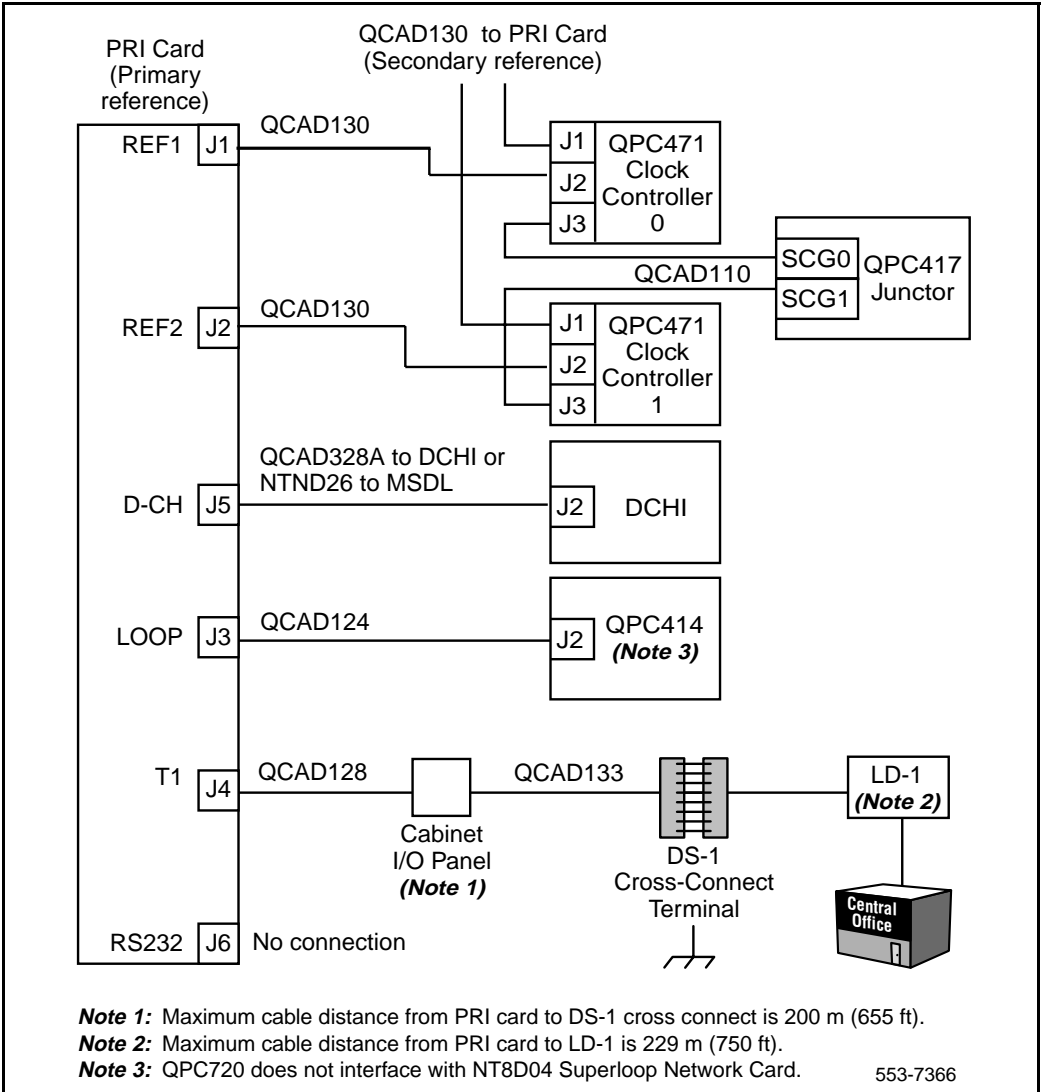 QCAD130 to PRI Card
(Secondary reference)
PRI Card
(Primary
reference)
REF1 J1
QCAD130
J1
J2
J3
QPC471
Clock
Controller
0
SCG0
SCG1
QPC417
Junctor
QCAD110
REF2 J2
QCAD130
J1
J2
J3
QPC471
Clock
Controller
1
QCAD328A to DCHI or
NTND26 to MSDL
D-CH J5
J2 DCHI
LOOP J3
QCAD124
J2
QPC414
(Note 3)
T1
J4
QCAD128
Cabinet
I/O Panel
(Note 1)
QCAD133
DS-1
Cross-Connect
Terminal
LD-1
(Note 2)
Central
Office
RS232 J6 No connection
Note 1: Maximum cable distance from PRI card to DS-1 cross connect is 200 m (655 ft).
Note 2: Maximum cable distance from PRI card to LD-1 is 229 m (750 ft).
Note 3: QPC720 does not interface with NT8D04 Superloop Network Card.
553-7366